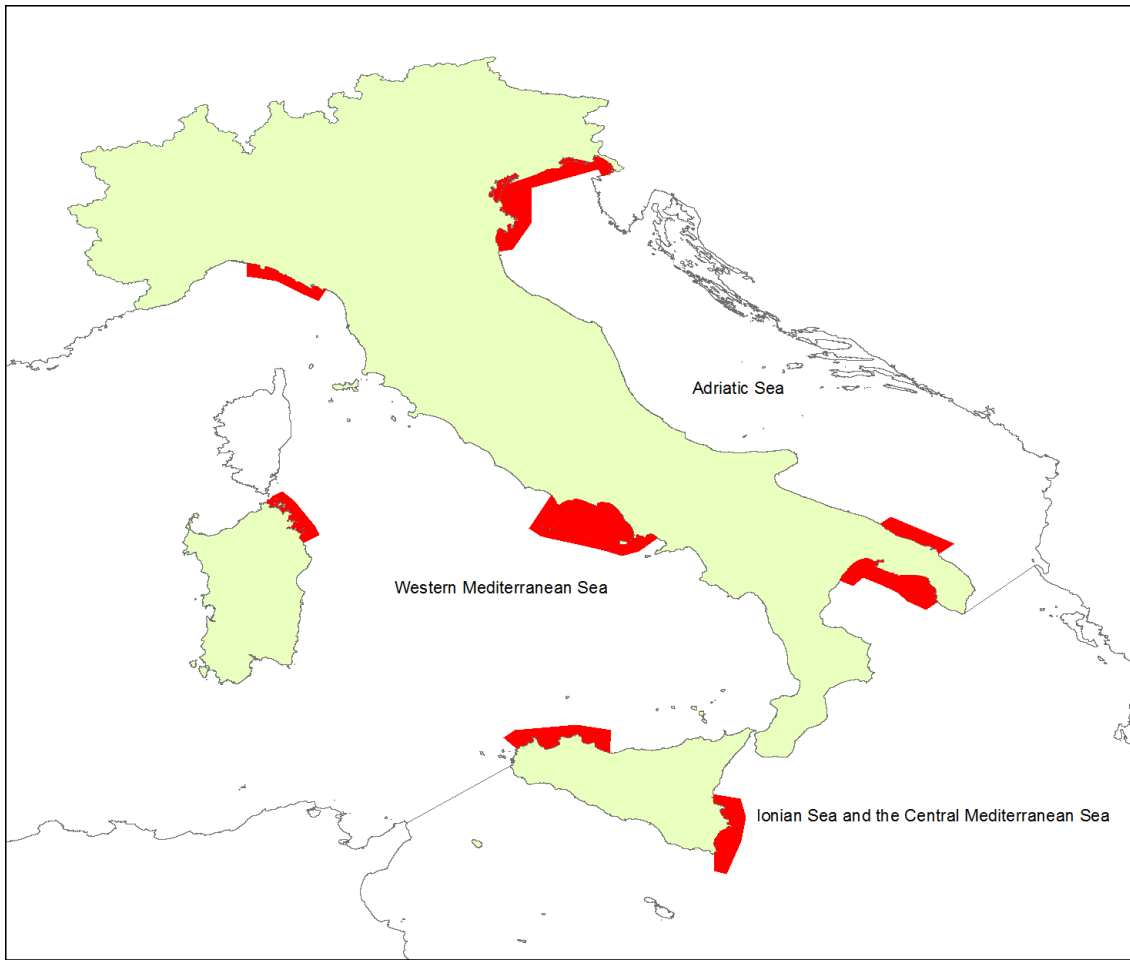 Adriatic Sea
Western Mediterranean Sea
Ionian Sea and the Central Mediterranean Sea